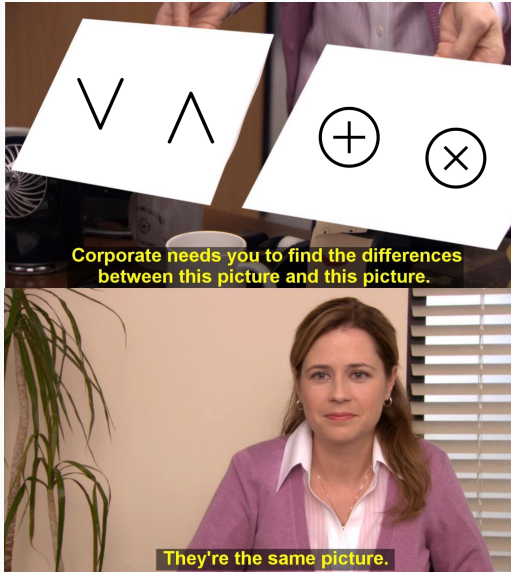 ∨ ∧
⊕ ⊗
Corporate needs you to find the differences
between this picture and this picture.
They're the same picture.